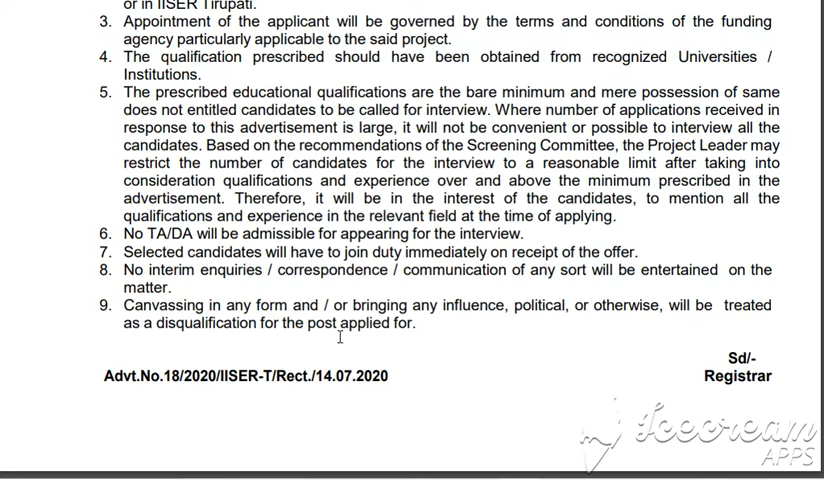 or in IISER Tirupati.
3. Appointment of the applicant will be governed by the terms and conditions of the funding
agency particularly applicable to the said project.
4. The qualification prescribed should have been obtained from recognized Universities /
Institutions.
5. The prescribed educational qualifications are the bare minimum and mere possession of same
does not entitled candidates to be called for interview. Where number of applications received in
response to this advertisement is large, it will not be convenient or possible to interview all the
candidates. Based on the recommendations of the Screening Committee, the Project Leader may
restrict the number of candidates for the interview to a reasonable limit after taking into
consideration qualifications and experience over and above the minimum prescribed in the
advertisement. Therefore, it will be in the interest of the candidates, to mention all the
qualifications and experience in the relevant field at the time of applying.
6. No TA/DA will be admissible for appearing for the interview.
7. Selected candidates will have to join duty immediately on receipt of the offer.
8. No interim enquiries / correspondence / communication of any sort will be entertained on the
matter.
9. Canvassing in any form and / or bringing any influence, political, or otherwise, will be treated
as a disqualification for the post applied for.
Sd/-
Advt.No.18/2020/IISER-T/Rect./14.07.2020 Registrar
Icecream
APPS